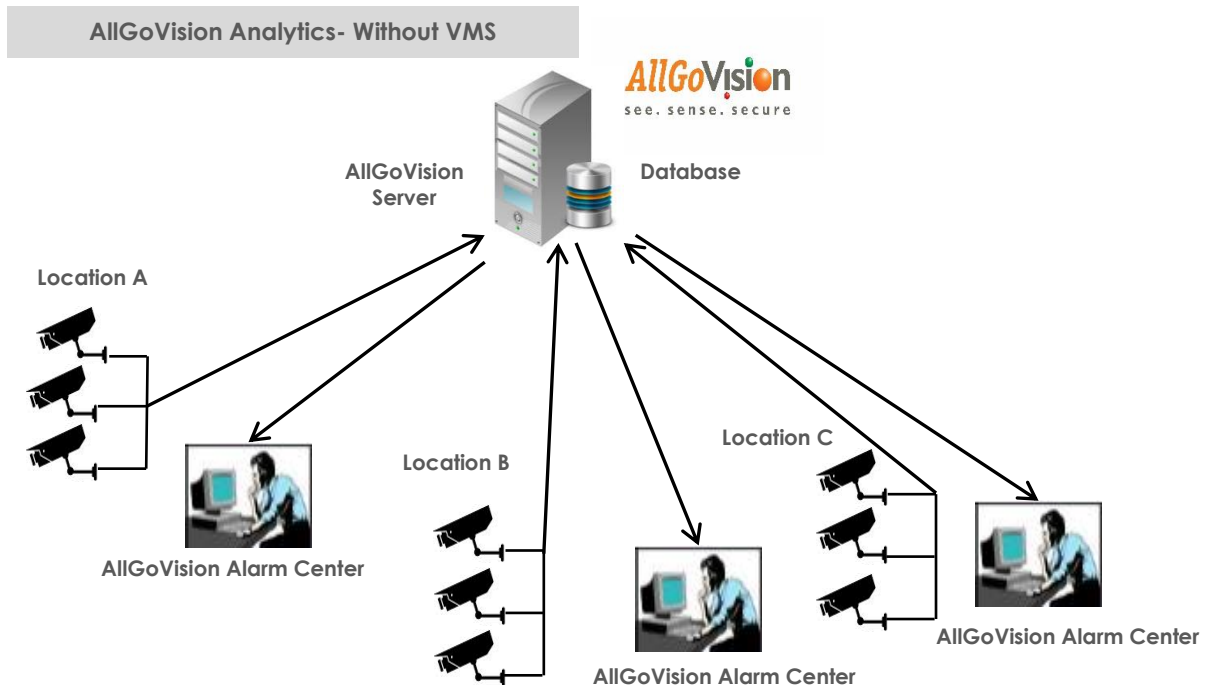 AllGoVision Analytics- Without VMS
AllGoVision
see. sense. secure
AllGoVision
Server
Database
Location A
Location B
Location C
AllGoVision Alarm Center
AllGoVision Alarm Center
AllGoVision Alarm Center